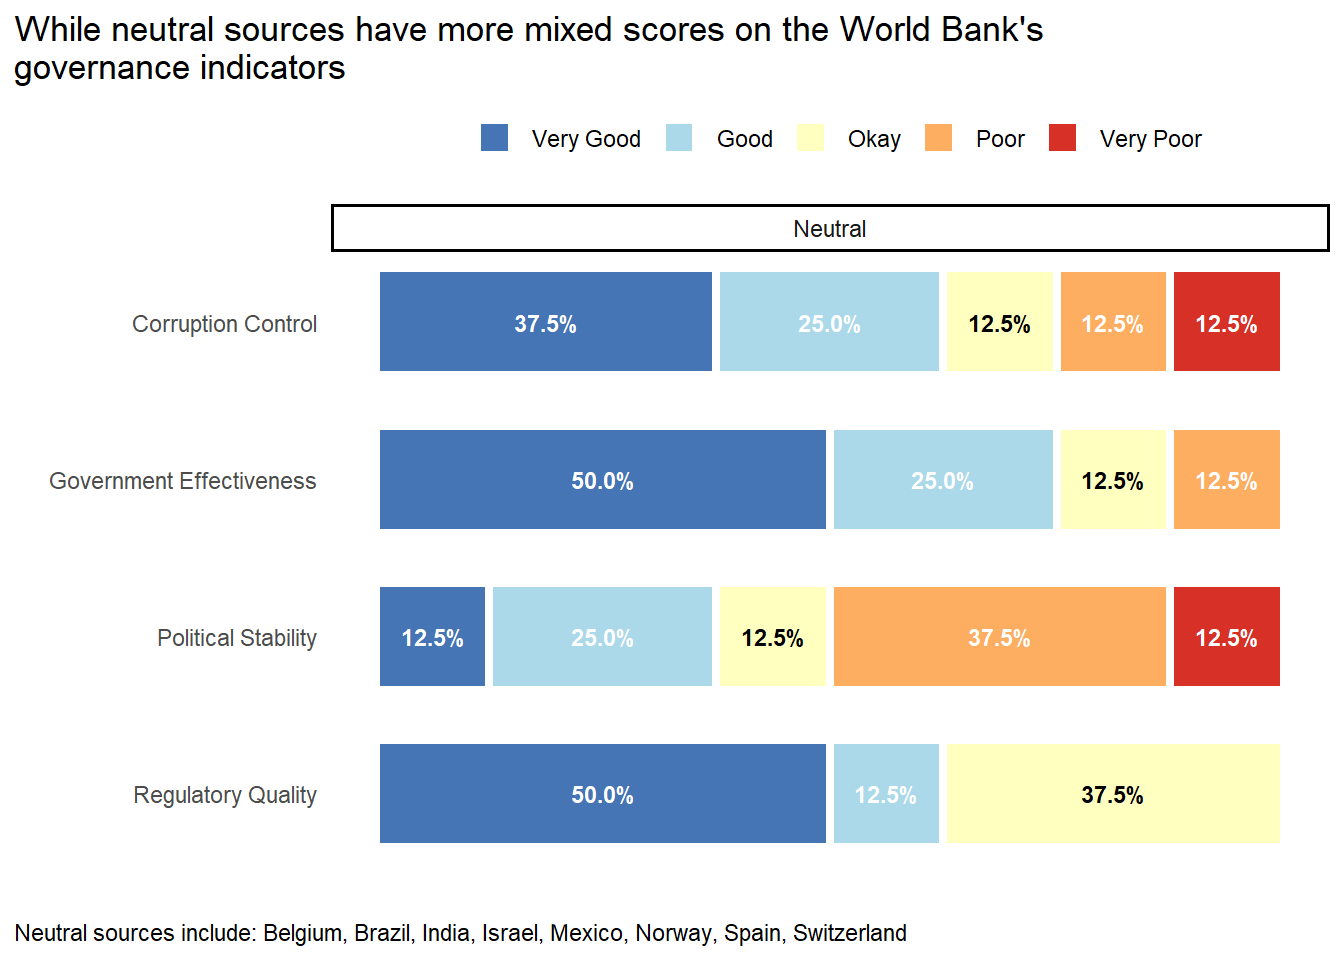 While neutral sources have more mixed scores on the World Bank's
governance indicators
Very Good Good Okay Poor Very Poor
Neutral
Corruption Control 37.5% 25.0% 12.5% 12.5% 12.5%
Government Effectiveness 50.0% 25.0% 12.5% 12.5%
Political Stability 12.5% 25.0% 12.5% 37.5% 12.5%
Regulatory Quality 50.0% 12.5% 37.5%
Neutral sources include: Belgium, Brazil, India, Israel, Mexico, Norway, Spain, Switzerland